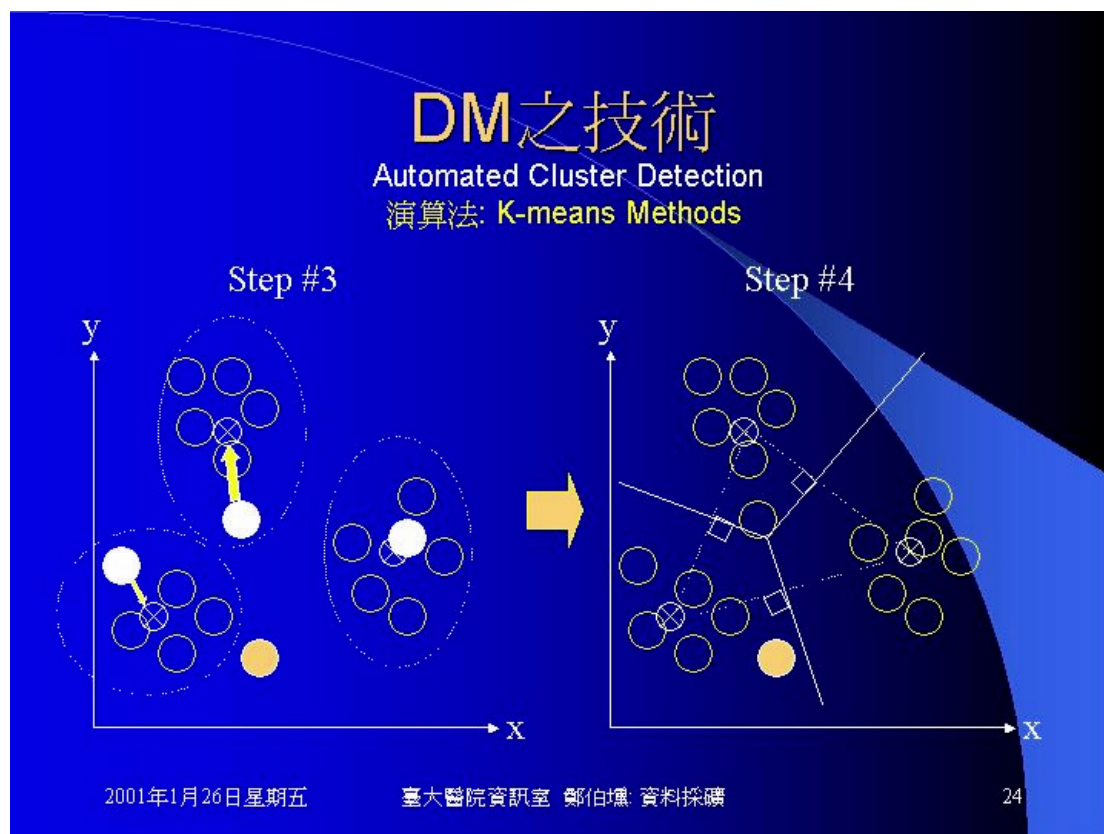 DM之技術
Automated Cluster Detection
演算法: K-means Methods
Step #3
Step #4
y
y
x
x
2001年1月26日星期五
臺大醫院資訊室 鄭伯壎: 資料採礦
24